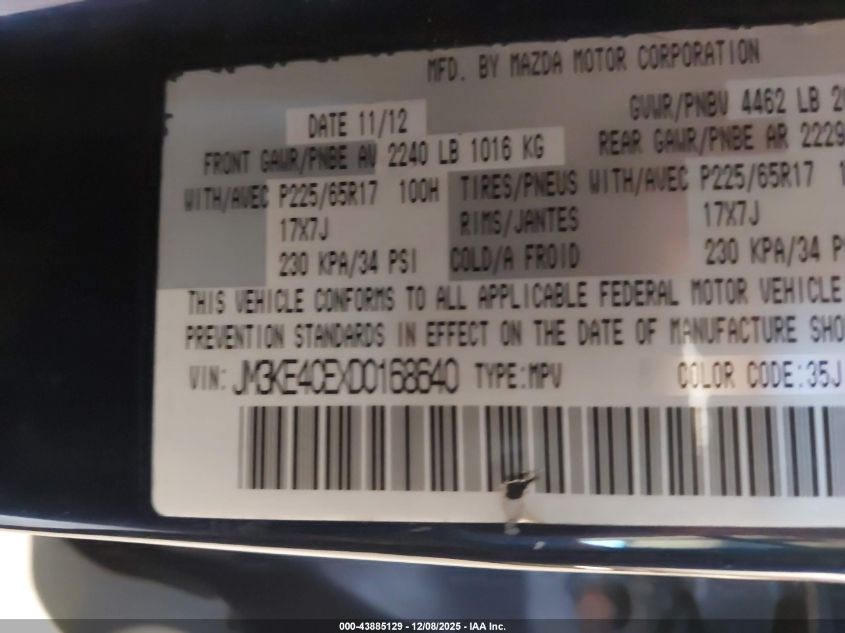 MFD. BY MAZDA MOTOR CORPORATION
DATE 11/12 GVWR/PNBV 4462 LB
FRONT GAWR/PNBE AV 2240 LB 1016 KG REAR GAWR/PNBE AR 2229
WITH/AVEC P225/65R17 100H TIRES/PNEUS WITH/AVEC P225/65R17
17X7J RIMS/JANTES 17X7J
230 KPA/34 PSI COLD/A FROID 230 KPA/34
THIS VEHICLE CONFORMS TO ALL APPLICABLE FEDERAL MOTOR VEHICLE
PREVENTION STANDARDS IN EFFECT ON THE DATE OF MANUFACTURE SHO
VIN: JM3KE4CEXD0168640 TYPE:MPV COLOR CODE:35J
000-43885129 - 12/08/2025 - IAA Inc.